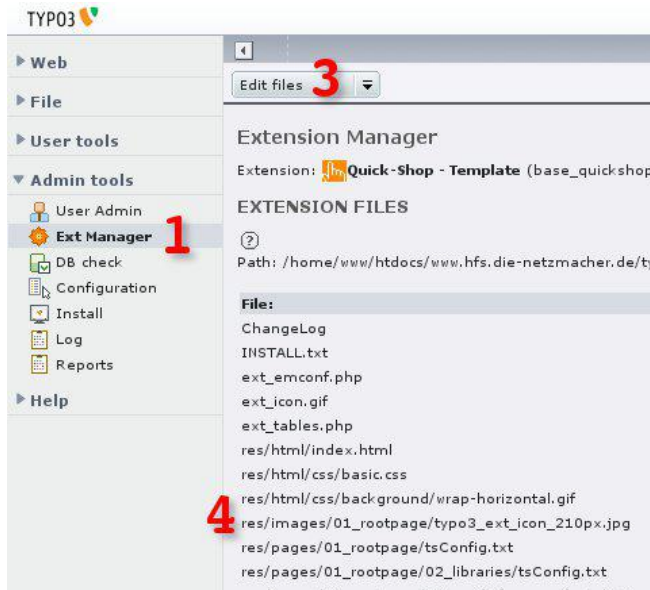 TYPO3
Web
File
User tools
Admin tools
User Admin
Ext Manager
1
DB check
Configuration
Install
Log
Reports
Help
Edit files
3
Extension Manager
Extension: Quick-Shop - Template (base_quickshop
EXTENSION FILES
?
Path: /home/www/htdocs/www.hfs.die-netzmacher.de/ty
File:
ChangeLog
INSTALL.txt
ext_emconf.php
ext_icon.gif
ext_tables.php
res/html/index.html
res/html/css/basic.css
res/html/css/background/wrap-horizontal.gif
4
res/images/01_rootpage/typo3_ext_icon_210px.jpg
res/pages/01_rootpage/tsConfig.txt
res/pages/01_rootpage/02_libraries/tsConfig.txt